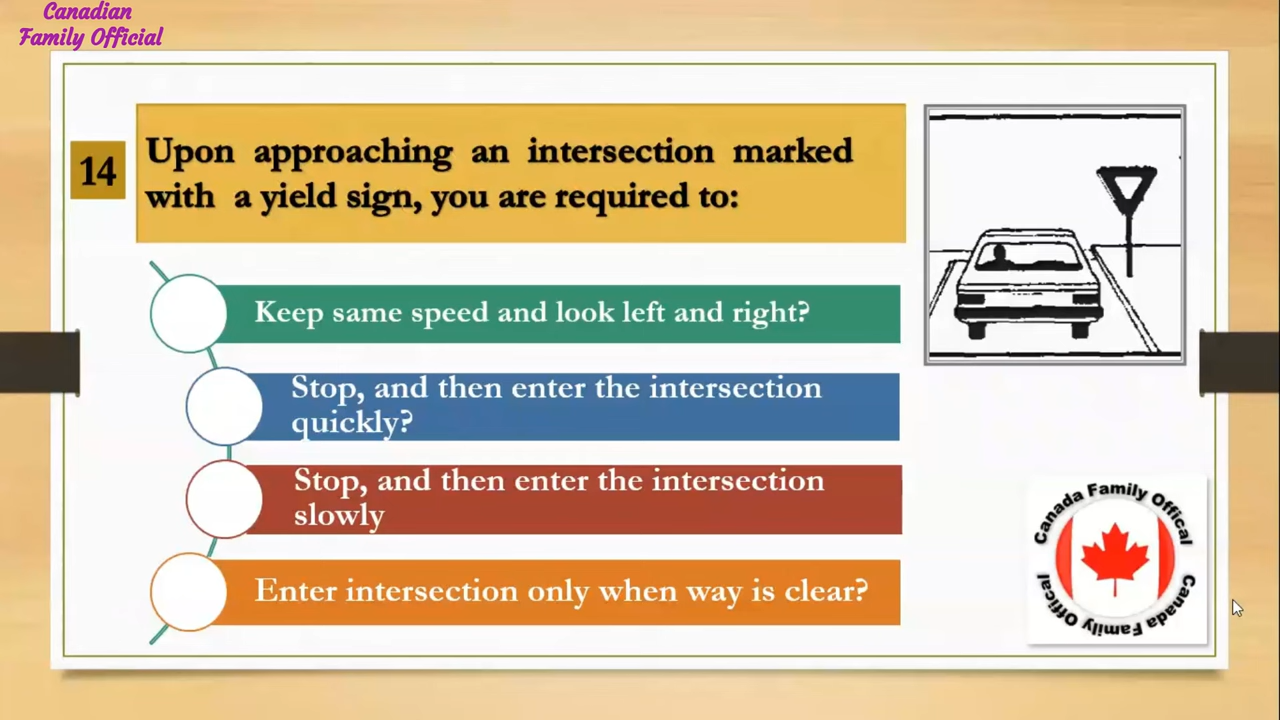 Canadian
Family Official
14
Upon approaching an intersection marked
with a yield sign, you are required to:
Keep same speed and look left and right?
Stop, and then enter the intersection
quickly?
Stop, and then enter the intersection
slowly
Enter intersection only when way is clear?
Canada Family Offical
Canada Family Offical